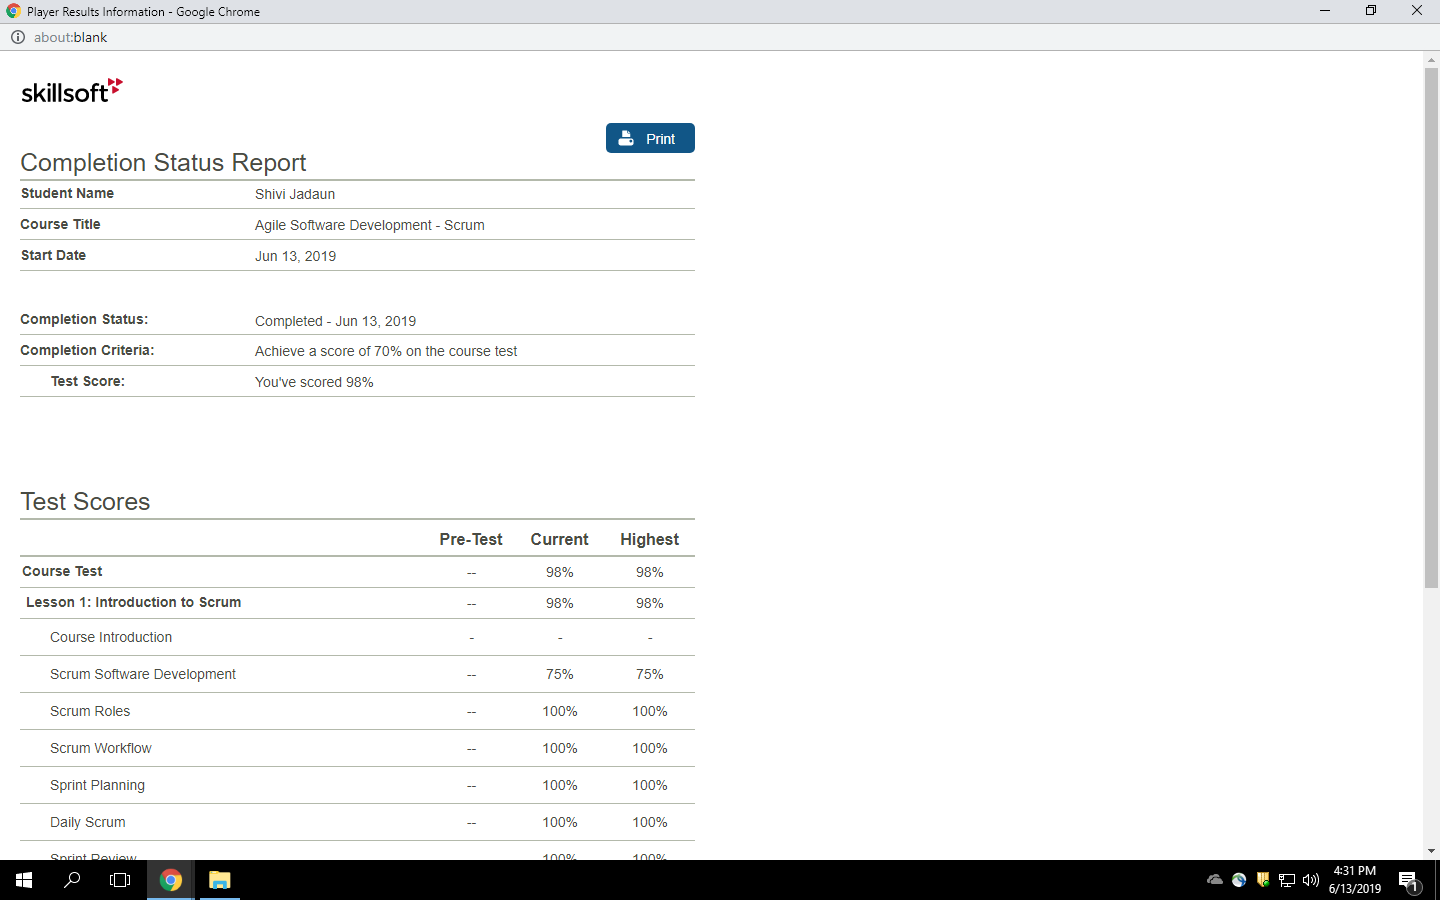 Player Results Information - Google Chrome
about:blank
skillsoft
Print
Completion Status Report
Student Name Shivi Jadaun
Course Title Agile Software Development - Scrum
Start Date Jun 13, 2019
Completion Status: Completed - Jun 13, 2019
Completion Criteria: Achieve a score of 70% on the course test
Test Score: You've scored 98%
Test Scores
Pre-Test Current Highest
Course Test -- 98% 98%
Lesson 1: Introduction to Scrum -- 98% 98%
Course Introduction - - -
Scrum Software Development -- 75% 75%
Scrum Roles -- 100% 100%
Scrum Workflow -- 100% 100%
Sprint Planning -- 100% 100%
Daily Scrum -- 100% 100%
Sprint Review 100% 100%
4:31 PM
6/13/2019
1